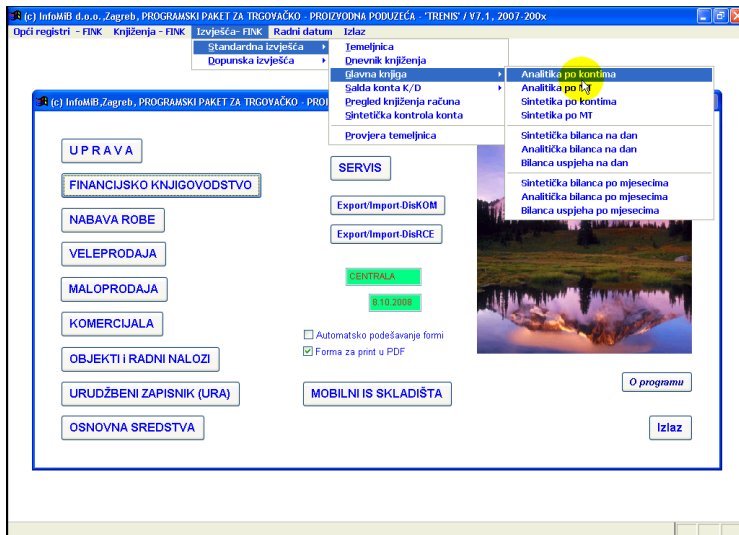 (c) InfoMiB d.o.o. ,Zagreb, PROGRAMSKI PAKET ZA TRGOVAČKO - PROIZVODNA PODUZEĆA - 'TRENIS' / V7.1, 2007-200x
Opći registri - FINK Knjiženja - FINK Izvješća- FINK Radni datum Izlaz
Standardna izvješća
Dopunska izvješća
Temeljnica
Dnevnik knjiženja
Glavna knjiga
Salda konta K/D
Pregled knjiženja računa
Sintetička kontrola konta
Provjera temeljnica
Analitika po kontima
Analitika po MT
Sintetika po kontima
Sintetika po MT
Sintetička bilanca na dan
Analitička bilanca na dan
Bilanca uspjeha na dan
Sintetička bilanca po mjesecima
Analitička bilanca po mjesecima
Bilanca uspjeha po mjesecima
(c) InfoMiB,Zagreb, PROGRAMSKI PAKET ZA TRGOVAČKO - PROI
U P R A V A
FINANCIJSKO KNJIGOVODSTVO
NABAVA ROBE
VELEPRODAJA
MALOPRODAJA
KOMERCIJALA
OBJEKTI i RADNI NALOZI
URUDŽBENI ZAPISNIK (URA)
OSNOVNA SREDSTVA
SERVIS
Export/Import-DisKOM
Export/Import-DisRCE
CENTRALA
8.10.2008
Automatsko podešavanje formi
Forma za print u PDF
MOBILNI IS SKLADIŠTA
O programu
Izlaz